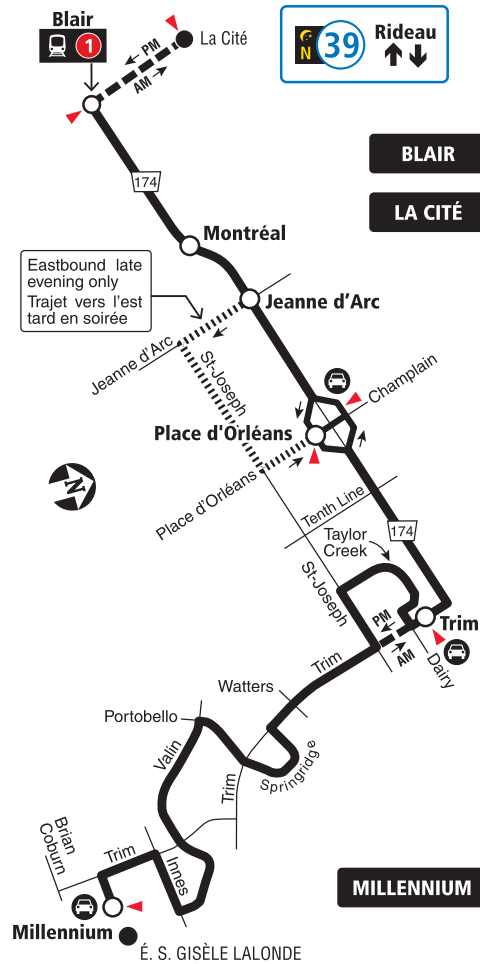 Blair
1
La Cité
PM
AM
N
39
Rideau
BLAIR
LA CITÉ
174
Montréal
Eastbound late
evening only
Trajet vers l'est
tard en soirée
Jeanne d'Arc
Jeanne d'Arc
St-Joseph
Champlain
Place d'Orléans
Place d'Orléans
N
Tenth Line
174
Taylor
Creek
St-Joseph
PM
AM
Trim
Dairy
Trim
Watters
Portobello
Valin
Trim
Springridge
Brian
Coburn
Trim
Innes
MILLENNIUM
Millennium
É. S. GISÈLE LALONDE